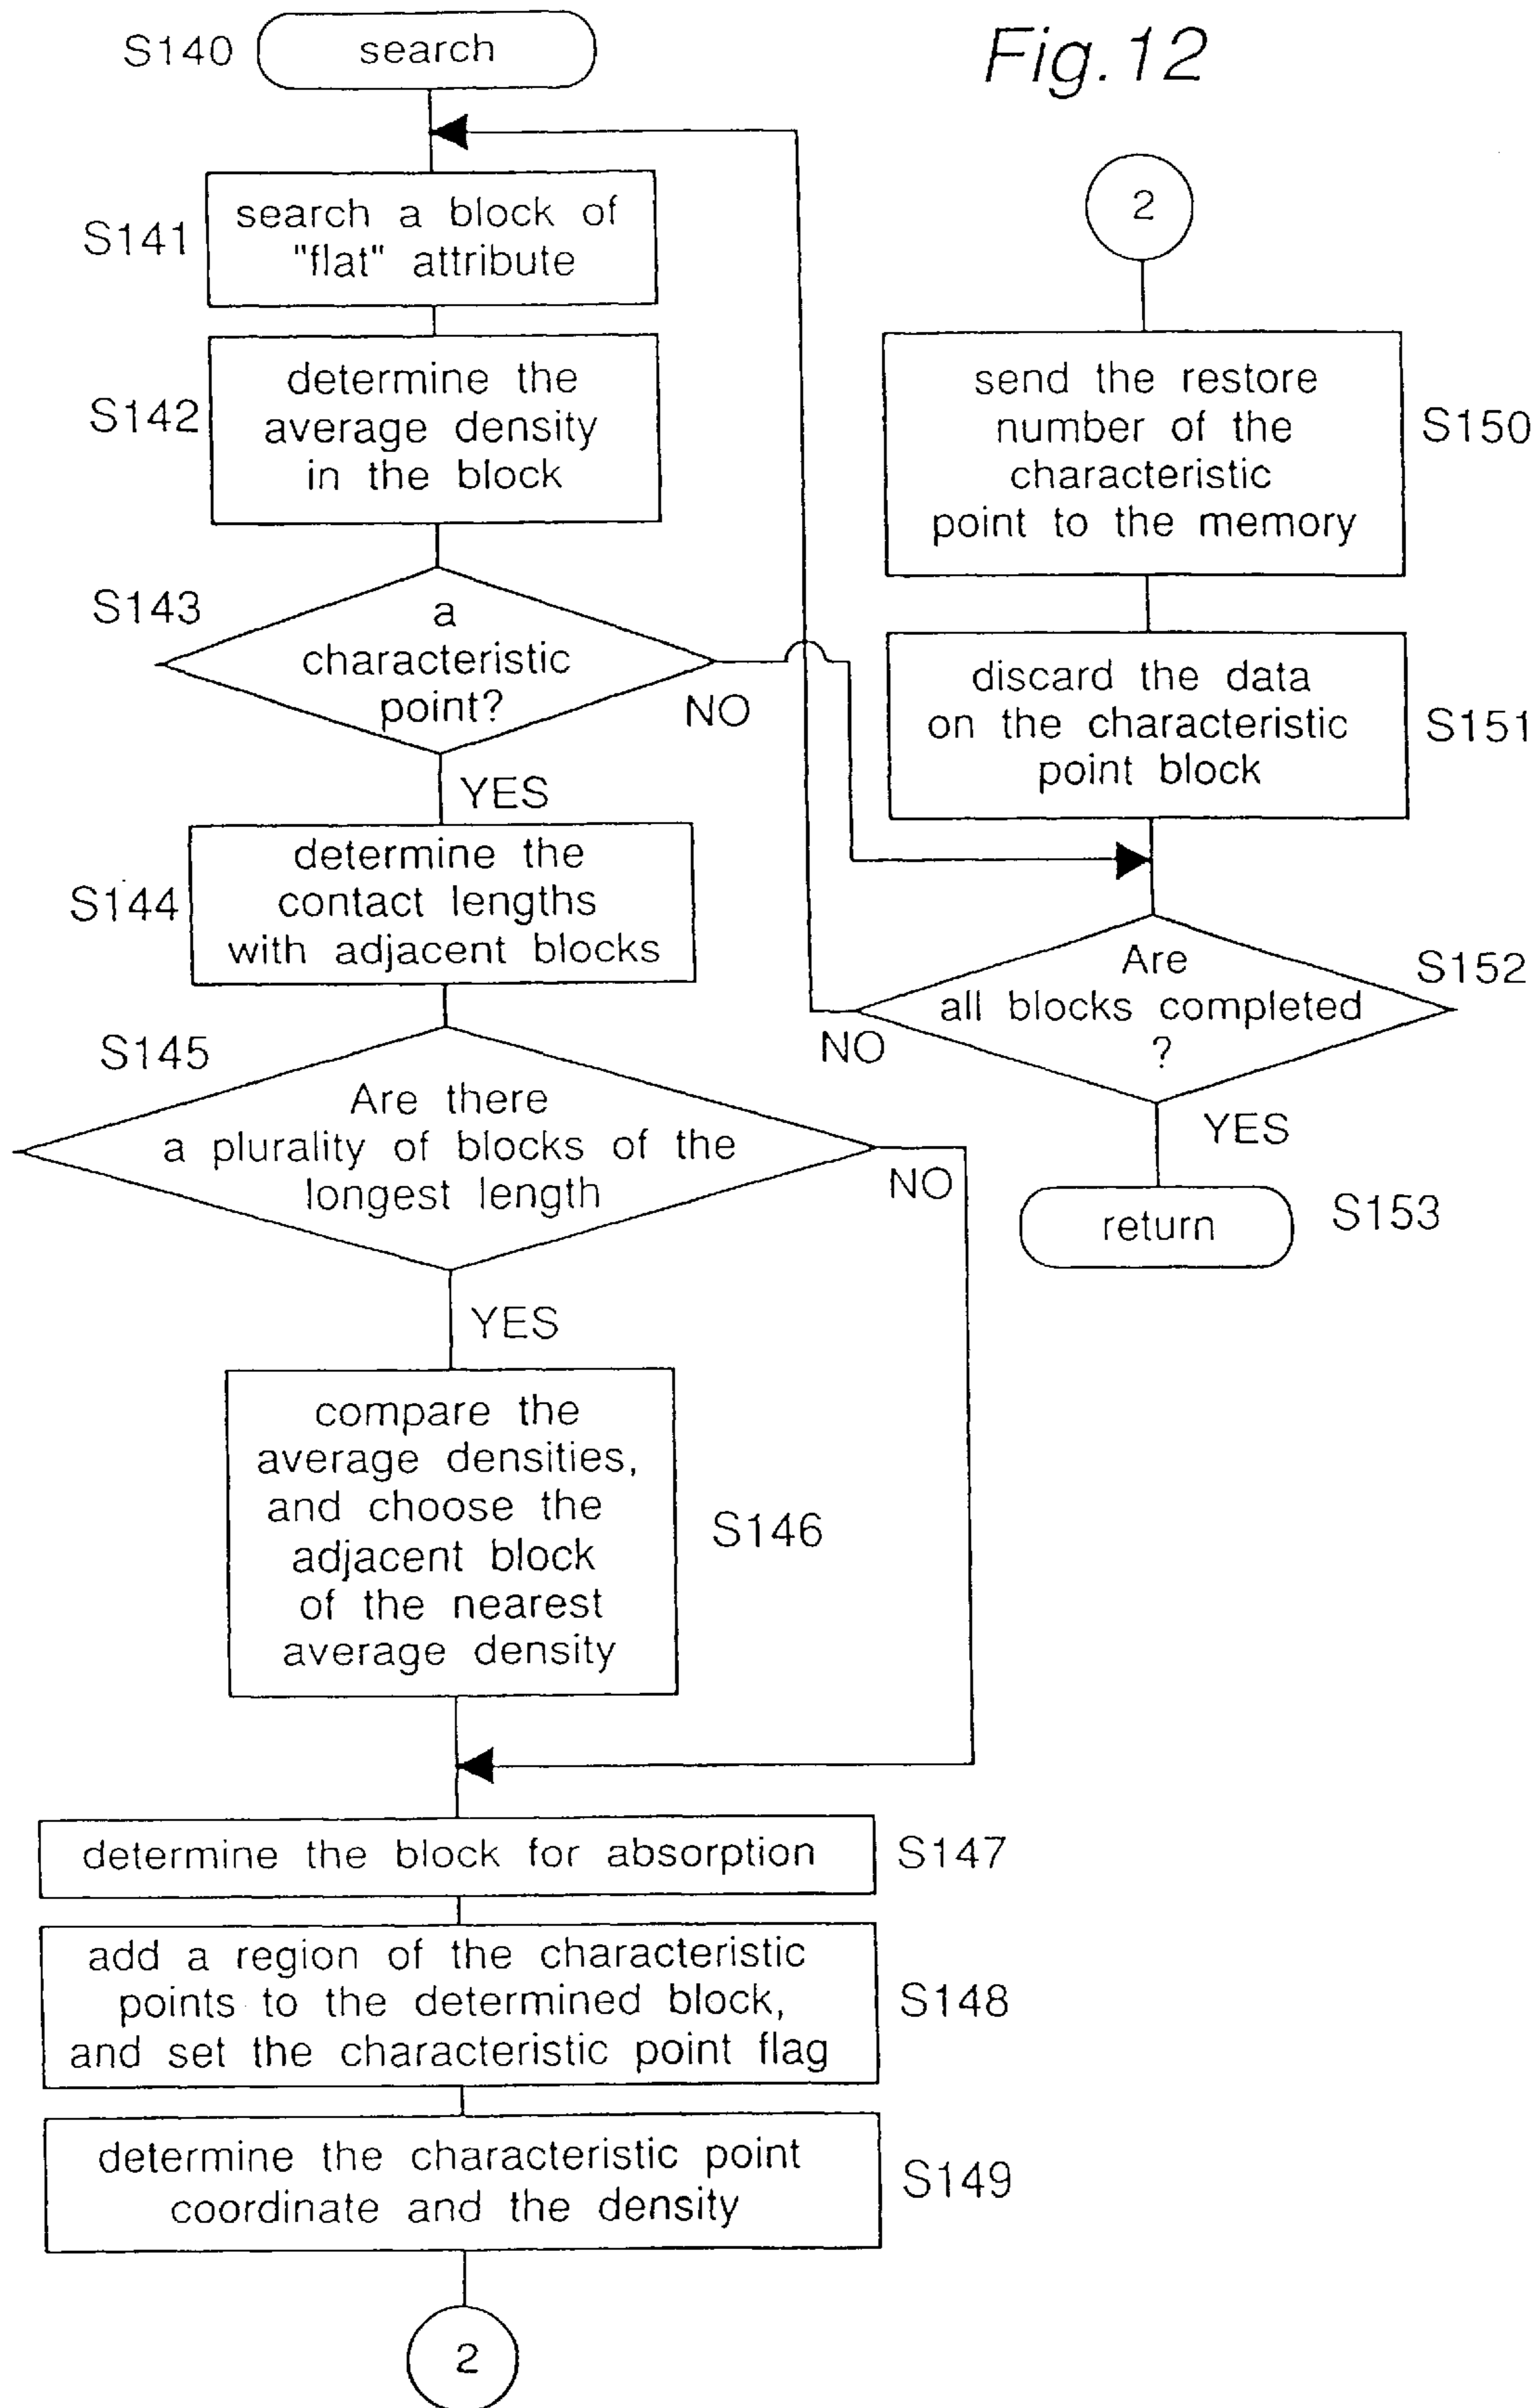 Fig.12
S140
search
S141
search a block of
"flat" attribute
S142
determine the
average density
in the block
S143
a
characteristic
point?
NO
YES
S144
determine the
contact lengths
with adjacent blocks
S145
Are there
a plurality of blocks of the
longest length
NO
YES
compare the
average densities,
and choose the
adjacent block
of the nearest
average density
S146
determine the block for absorption
S147
add a region of the characteristic
points to the determined block,
and set the characteristic point flag
S148
determine the characteristic point
coordinate and the density
S149
2
2
send the restore
number of the
characteristic
point to the memory
S150
discard the data
on the characteristic
point block
S151
Are
all blocks completed
?
S152
NO
YES
return
S153